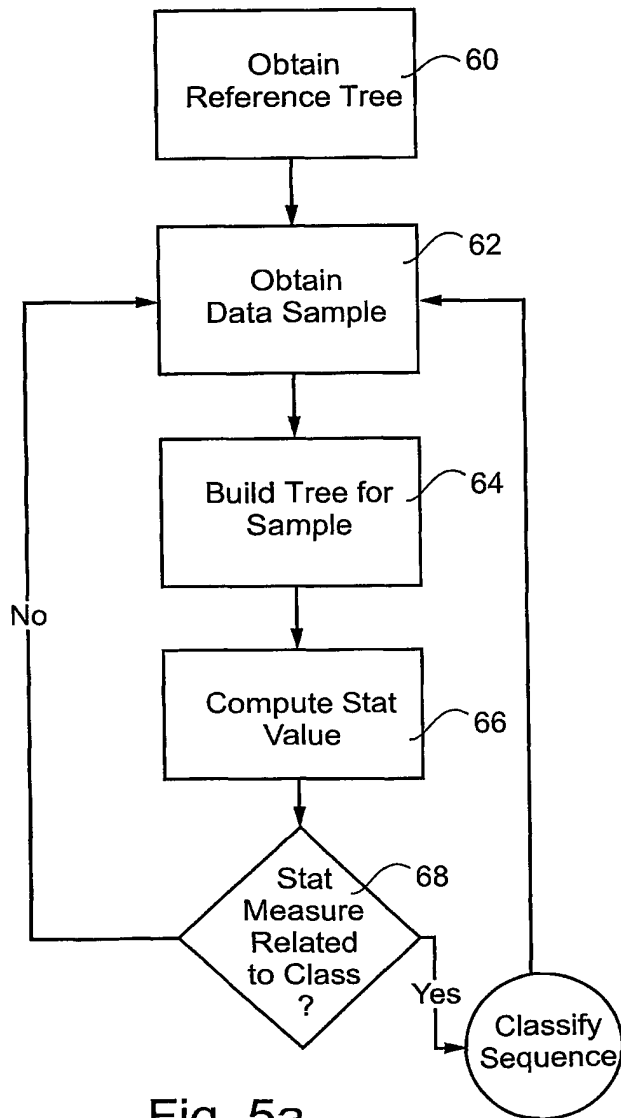 Obtain
Reference Tree
60
Obtain
Data Sample
62
Build Tree for
Sample
64
Compute Stat
Value
66
Stat
Measure
Related
to Class
?
68
No
Yes
Classify
Sequence
Fig. 5a